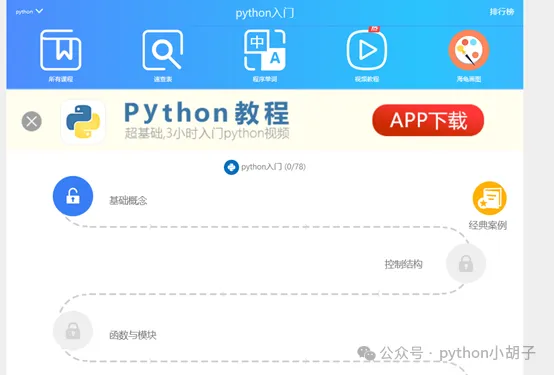 python
python入门
排行榜
所有课程
速查表
程序单词
视频教程
海龟画图
中
A
Python教程
超基础,3小时入门python视频
APP下载
python入门 (0/78)
基础概念
经典案例
控制结构
函数与模块
公众号 · python小胡子